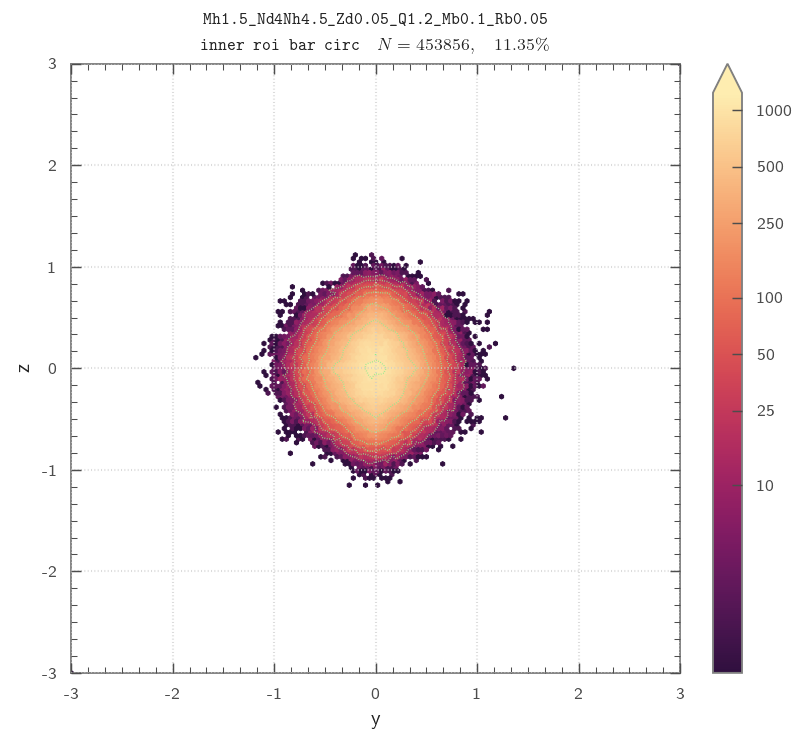 Mh1.5_Nd4Nh4.5_Zd0.05_Q1.2_Mb0.1_Rb0.05
inner roi bar circ N = 453856, 11.35%
3
2
1
0
-1
-2
-3
z
-3 -2 -1 0 1 2 3
y
1000
500
250
100
50
25
10